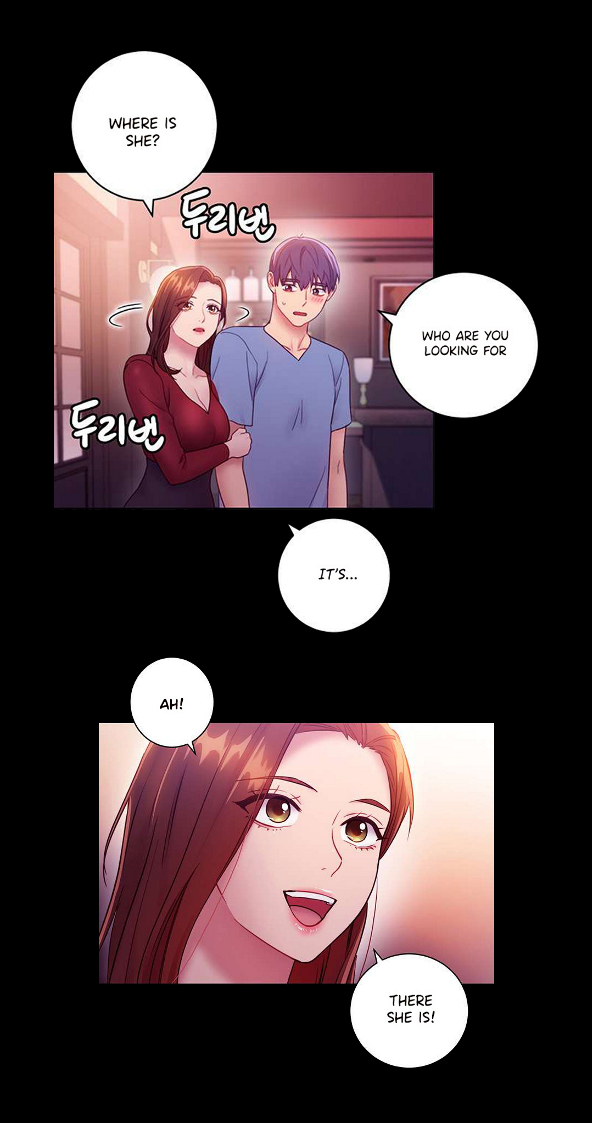 WHERE IS
SHE?
두리번
WHO ARE YOU
LOOKING FOR
두리번
IT'S...
AH!
THERE
SHE IS!